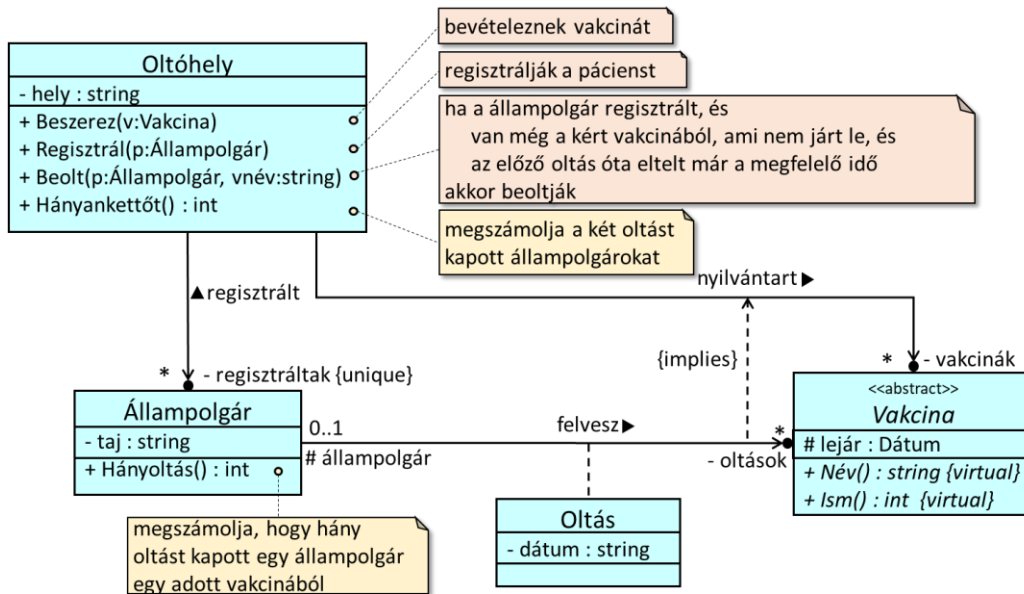 Oltóhely
- hely : string
+ Beszerez(v:Vakcina)
+ Regisztrál(p:Állampolgár)
+ Beolt(p:Állampolgár, vnév:string)
+ Hányankettőt() : int
bevételeznek vakcinát
regisztrálják a pácienst
ha a állampolgár regisztrált, és
van még a kért vakcinából, ami nem járt le, és
az előző oltás óta eltelt már a megfelelő idő
akkor beoltják
megszámolja a két oltást
kapott állampolgárokat
▲regisztrált
nyilvántart▶
{implies}
* - regisztráltak {unique}
* - vakcinák
Állampolgár
- taj : string
+ Hányoltás() : int
0..1
# állampolgár
felvesz▶
*
- oltások
<<abstract>>
Vakcina
# lejár : Dátum
+ Név() : string {virtual}
+ Ism() : int {virtual}
Oltás
- dátum : string
megszámolja, hogy hány
oltást kapott egy állampolgár
egy adott vakcinából